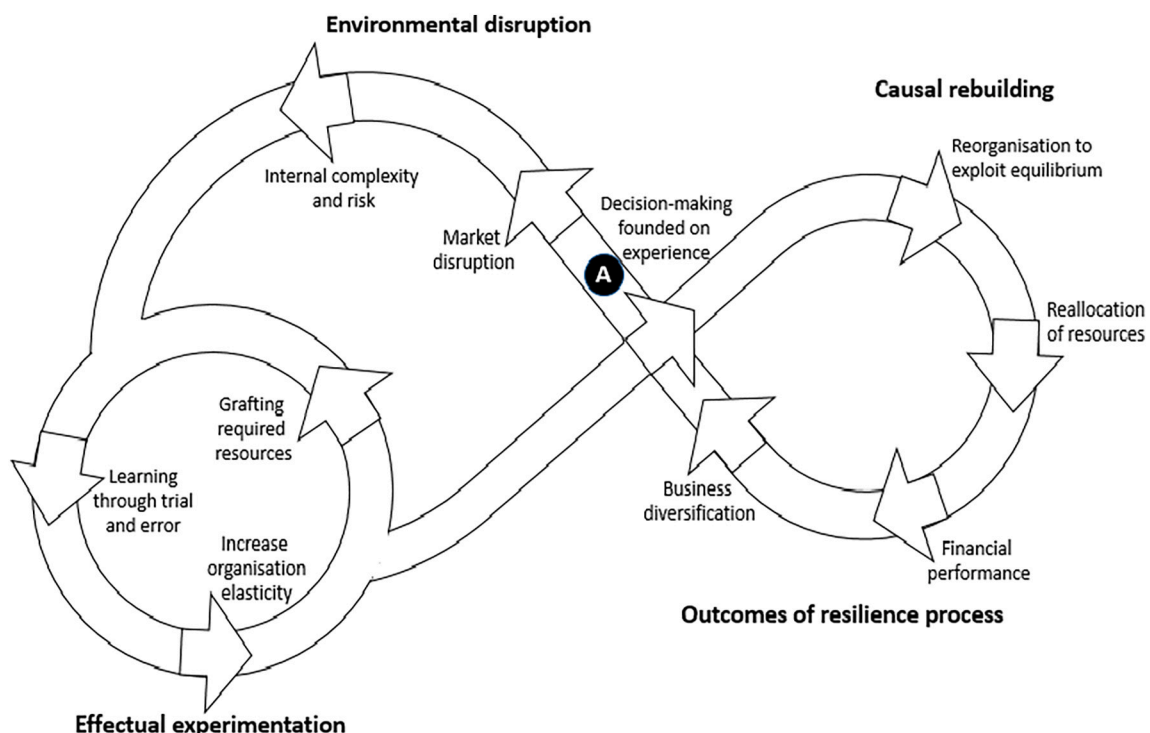 Environmental disruption
Causal rebuilding
Reorganisation to
exploit equilibrium
Internal complexity
and risk
Decision-making
founded on
experience
Market
disruption
A
Reallocation
of resources
Grafting
required
resources
Learning
through trial
and error
Business
diversification
Increase
organisation
elasticity
Financial
performance
Outcomes of resilience process
Effectual experimentation